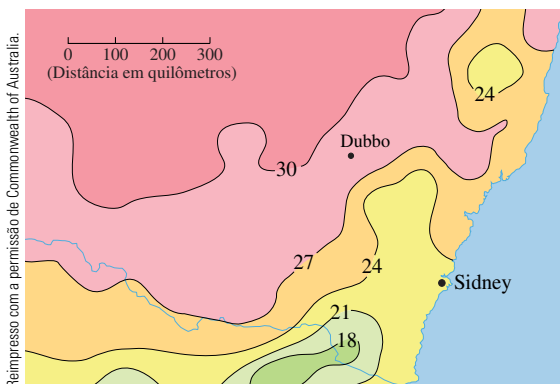 Reimpresso com a permissão de Commonwealth of Australia.
0 100 200 300
(Distância em quilômetros)
24
Dubbo
30
27
24
Sidney
21
18